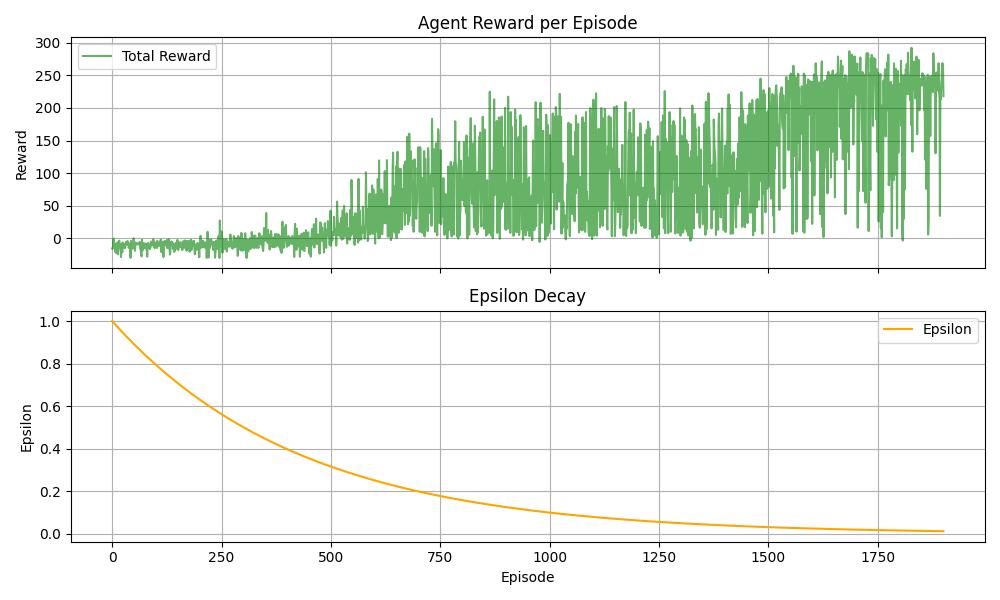 Agent Reward per Episode
Total Reward
Reward
300
250
200
150
100
50
0
Epsilon Decay
Epsilon
Epsilon
1.0
0.8
0.6
0.4
0.2
0.0
0 250 500 750 1000 1250 1500 1750
Episode